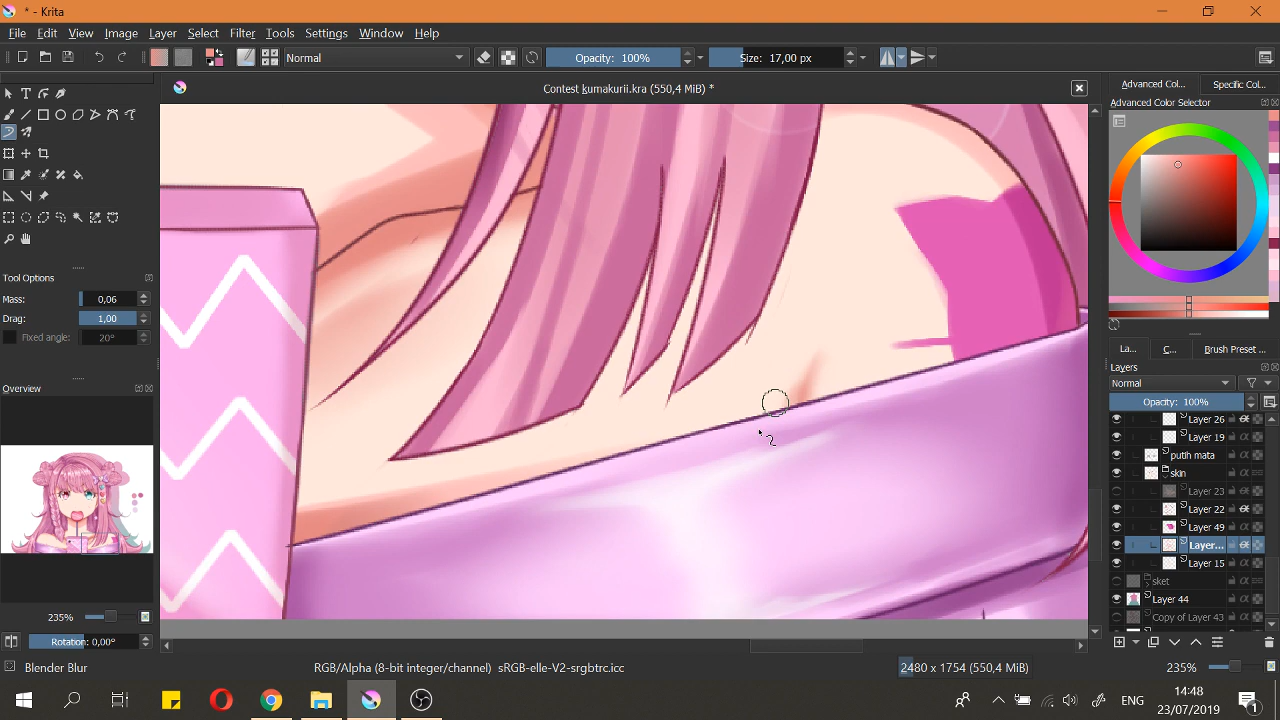 * - Krita
File Edit View Image Layer Select Filter Tools Settings Window Help
Normal Opacity: 100% Size: 17,00 px
Contest kumakurii.kra (550,4 MiB) *
Advanced Col... Specific Col...
Advanced Color Selector
Tool Options
Mass: 0,06
Drag: 1,00
Fixed angle: 20°
Overview
235%
Rotation: 0,00°
La... C... Brush Preset ...
Layers
Normal
Opacity: 100%
Layer 26
Layer 19
putih mata
skin
Layer 23
Layer 22
Layer 49
Layer...
Layer 15
sket
Layer 44
Copy of Layer 43
Blender Blur RGB/Alpha (8-bit integer/channel) sRGB-elle-V2-srgbtrc.icc 2480 x 1754 (550,4 MiB) 235%
ENG
14:48
23/07/2019
1